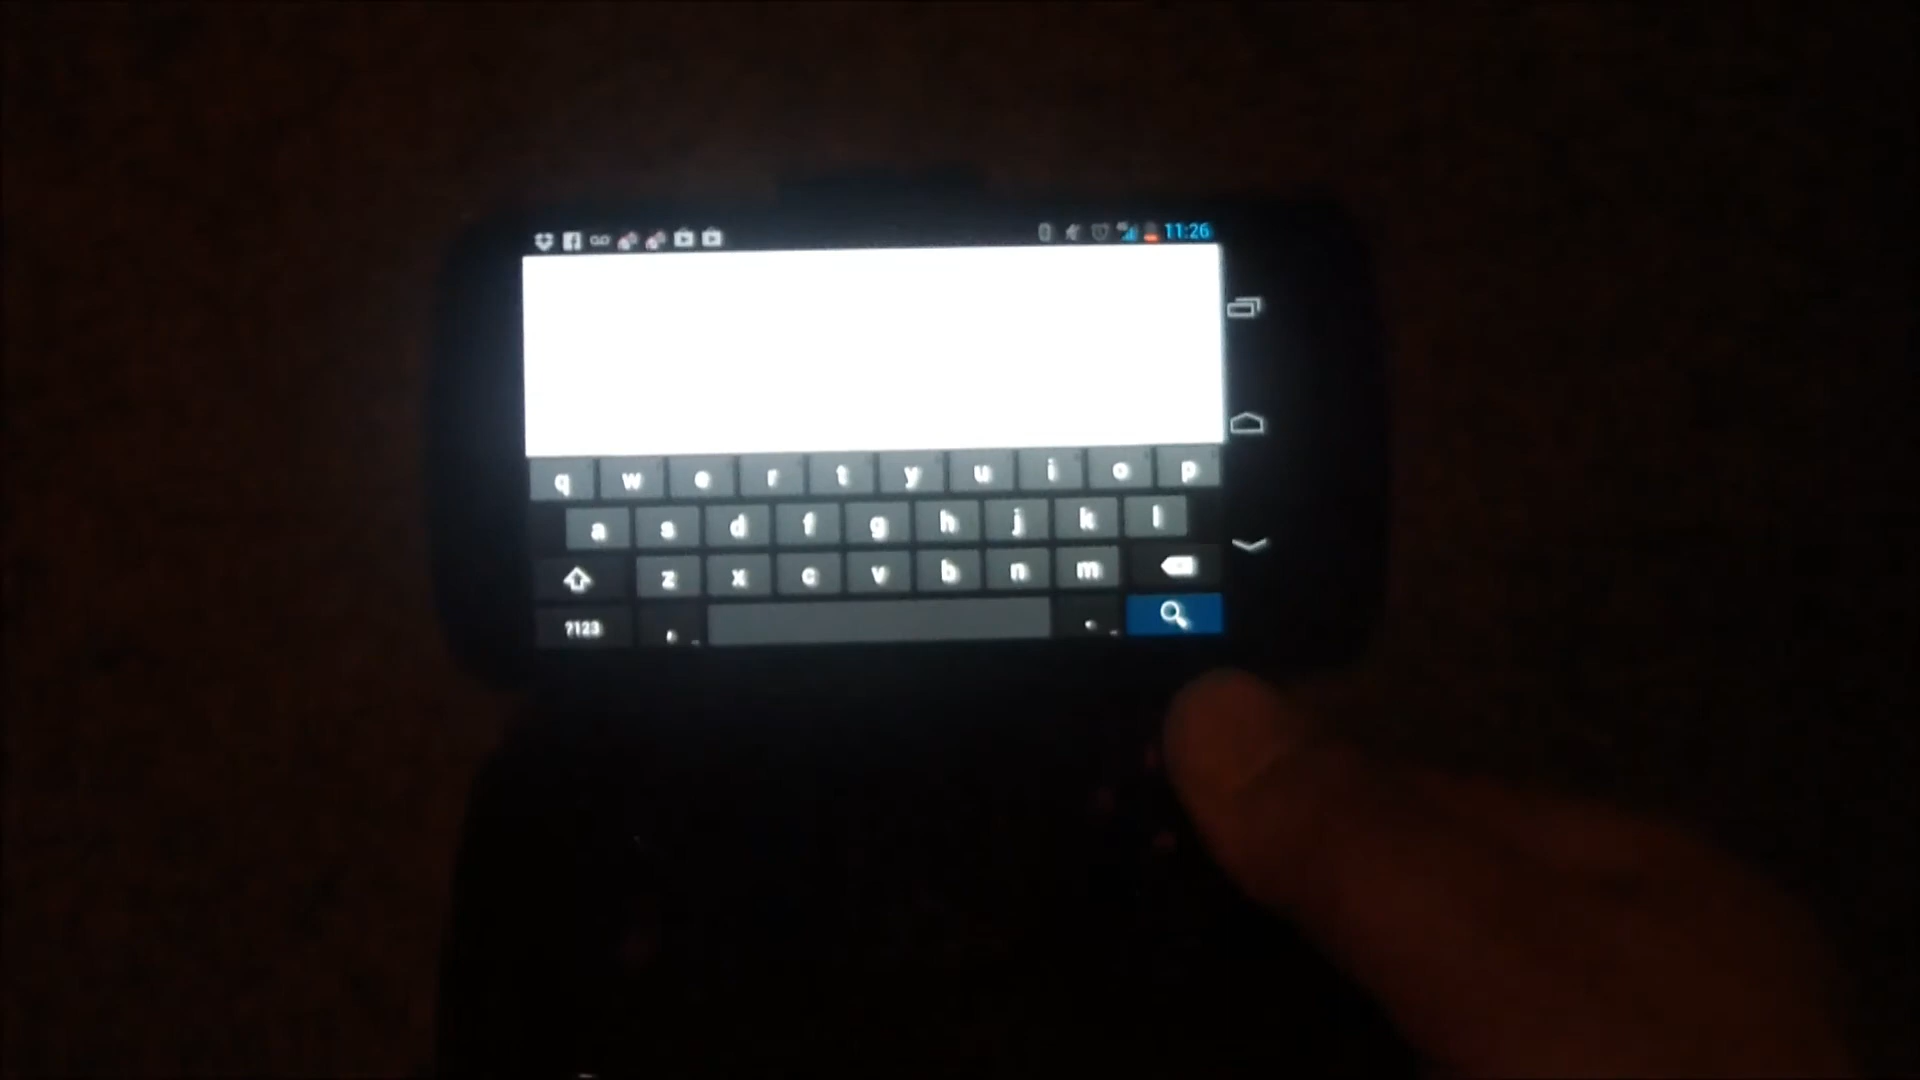 11:26
q w e r t y u i o p
a s d f g h j k l
z x c v b n m
?123 , .